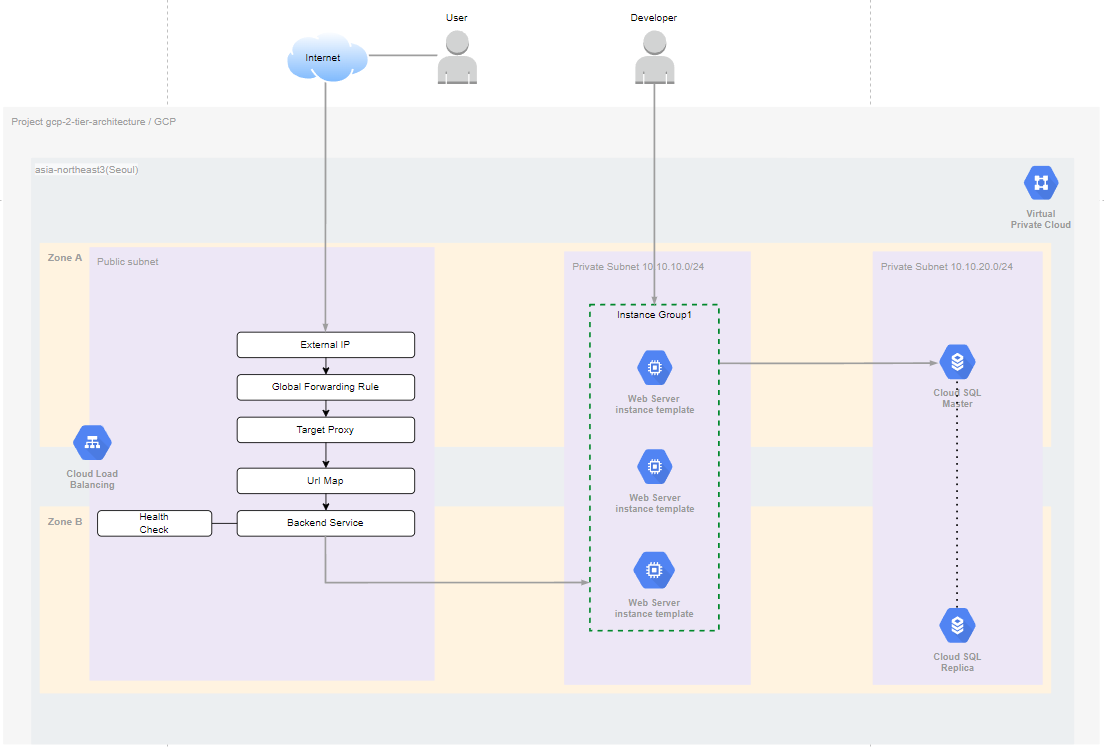 User
Developer
Internet
Project gcp-2-tier-architecture / GCP
asia-northeast3(Seoul)
Virtual
Private Cloud
Zone A
Public subnet
Private Subnet 10.10.10.0/24
Private Subnet 10.10.20.0/24
Instance Group1
External IP
Global Forwarding Rule
Target Proxy
Url Map
Backend Service
Health
Check
Cloud Load
Balancing
Zone B
Web Server
instance template
Web Server
instance template
Web Server
instance template
Cloud SQL
Master
Cloud SQL
Replica